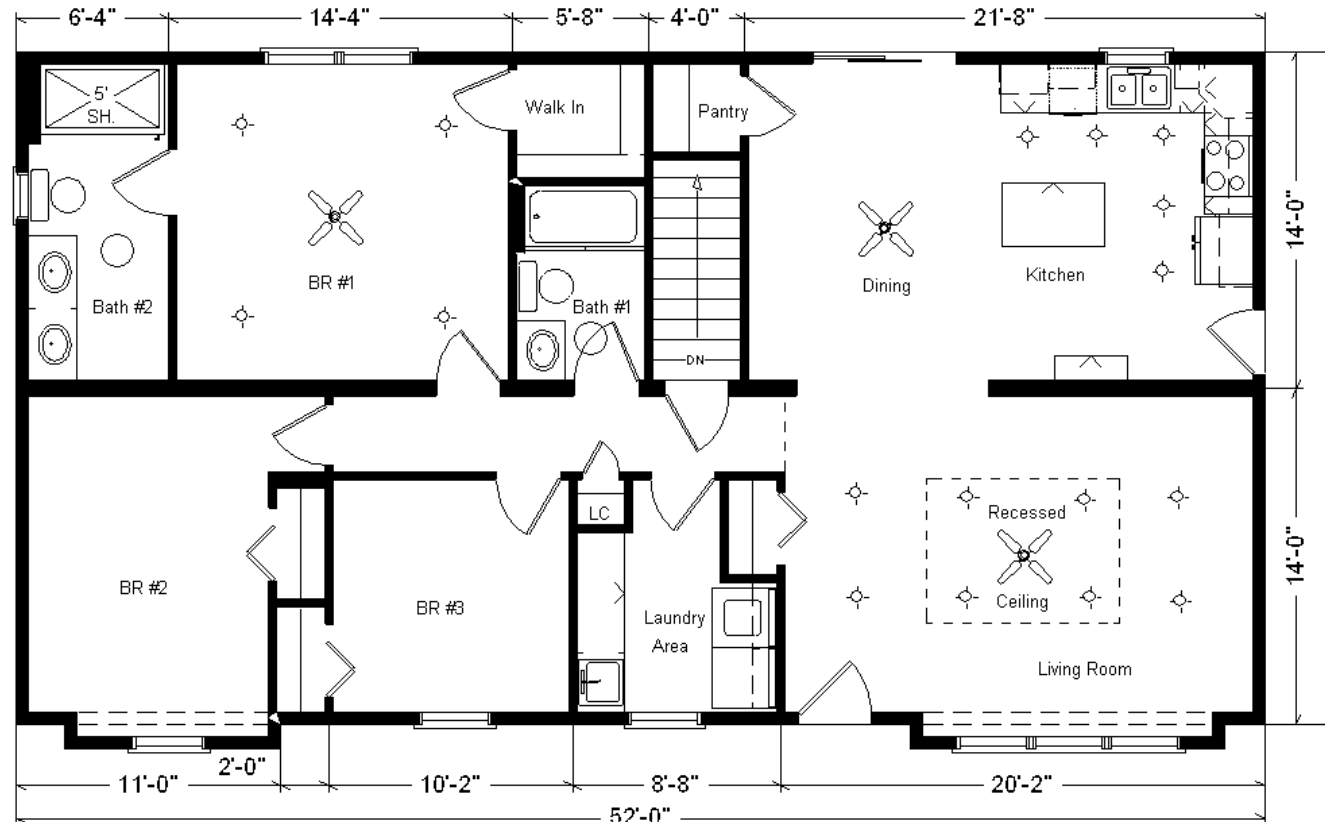 6'-4" 14'-4" 5'-8" 4'-0" 21'-8"
5'
SH.
Walk In
Pantry
14'-0"
BR #1
Dining
Kitchen
Bath #2
Bath #1
DN
LC
Recessed
Ceiling
14'-0"
BR #2
BR #3
Laundry
Area
Living Room
2'-0"
11'-0" 10'-2" 8'-8" 20'-2"
52'-0"